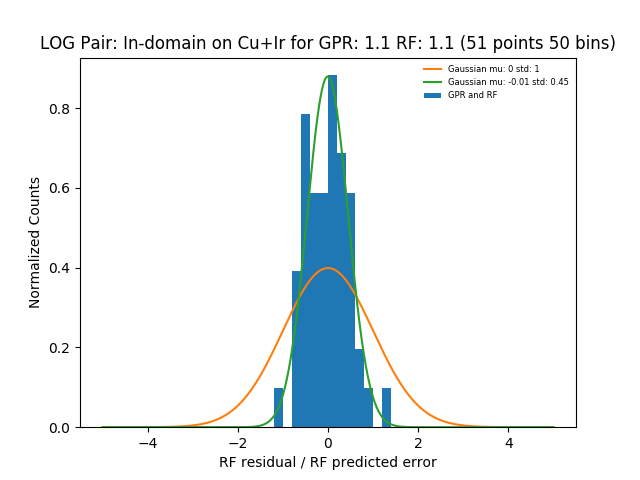 LOG Pair: In-domain on Cu+Ir for GPR: 1.1 RF: 1.1 (51 points 50 bins)
Gaussian mu: 0 std: 1
Gaussian mu: -0.01 std: 0.45
GPR and RF
Normalized Counts
0.8
0.6
0.4
0.2
0.0
−4 −2 0 2 4
RF residual / RF predicted error